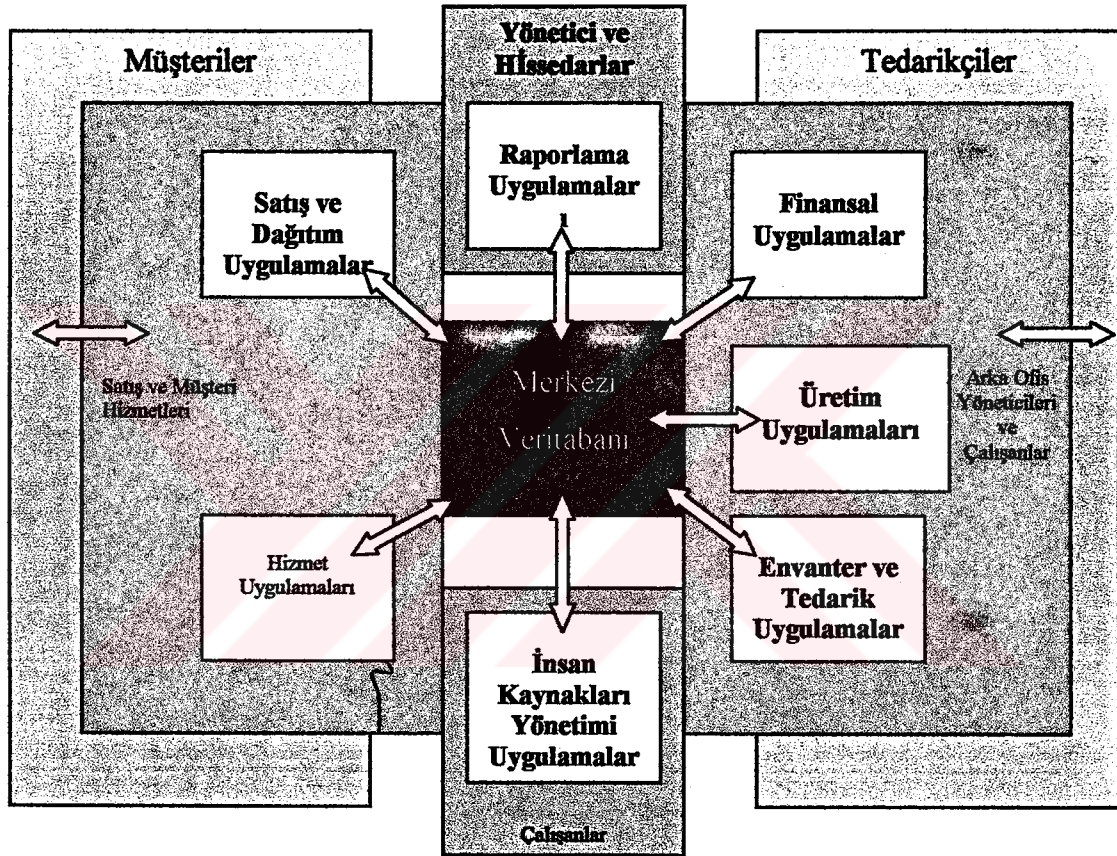 Müşteriler
Yönetici ve
Hissedarlar
Tedarikçiler
Satış ve
Dağıtım
Uygulamalar
Raporlama
Uygulamalar
ı
Finansal
Uygulamalar
Satış ve Müşteri
Hizmetleri
Merkezi
Veritabanı
Üretim
Uygulamaları
Arka Ofis
Yöneticileri
ve
Çalışanlar
Hizmet
Uygulamaları
İnsan
Kaynakları
Yönetimi
Uygulamalar
Envanter ve
Tedarik
Uygulamalar
Çalışanlar